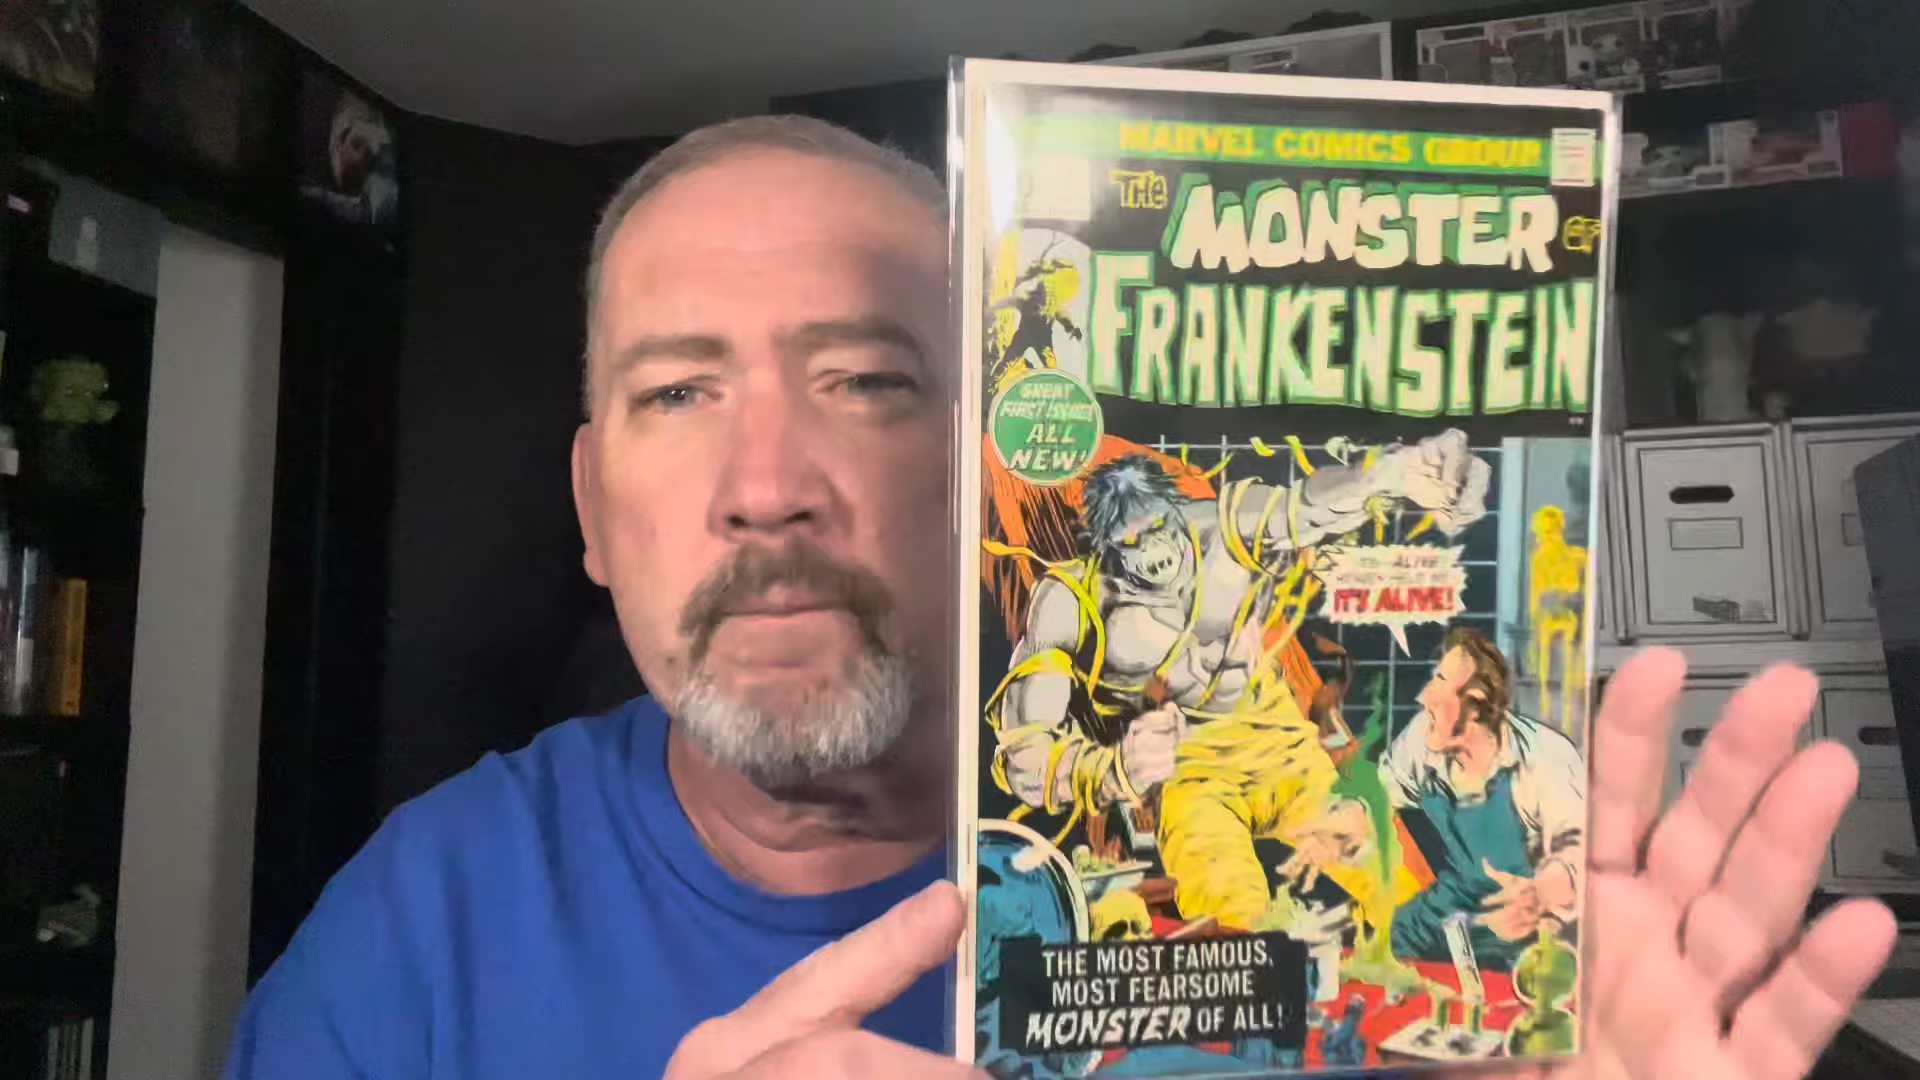 MARVEL COMICS GROUP
THE
MONSTER
OF
FRANKENSTEIN
GREAT
FIRST ISSUE!
ALL
NEW!
IT'S ALIVE!
THE MOST FAMOUS,
MOST FEARSOME
MONSTER OF ALL!